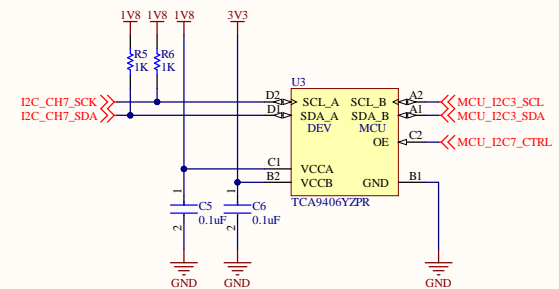 1V8 1V8 1V8 3V3
R5 R6
1K 1K
U3
I2C_CH7_SCK D2 SCL_A SCL_B A2 MCU_I2C3_SCL
I2C_CH7_SDA D1 SDA_A SDA_B A1 MCU_I2C3_SDA
DEV MCU
OE C2 MCU_I2C7_CTRL
C1 VCCA
B2 VCCB GND B1
TCA9406YZPR
1 1
C5 C6
0.1uF 0.1uF
2 2
GND GND GND